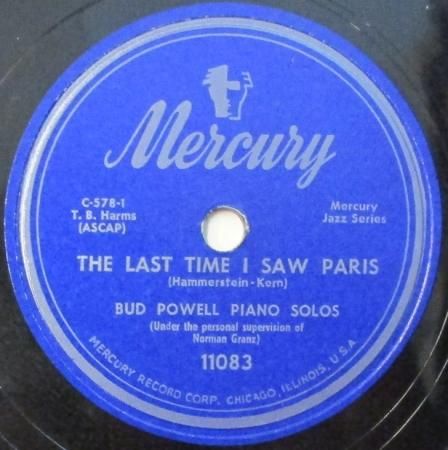 Mercury
C-578-1
T. B. Harms
(ASCAP)
Mercury
Jazz Series
THE LAST TIME I SAW PARIS
(Hammerstein - Kern)
BUD POWELL PIANO SOLOS
(Under the personal supervision of
Norman Granz)
11083
MERCURY RECORD CORP. CHICAGO, ILLINOIS, U.S.A.